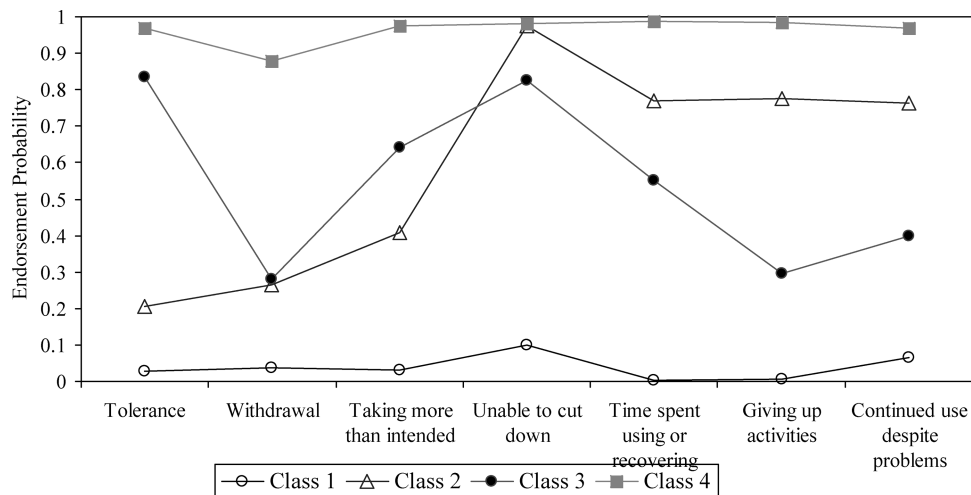 Endorsement Probability
1
0.9
0.8
0.7
0.6
0.5
0.4
0.3
0.2
0.1
0
Tolerance
Withdrawal
Taking more
than intended
Unable to cut
down
Time spent
using or
recovering
Giving up
activities
Continued use
despite
problems
Class 1
Class 2
Class 3
Class 4